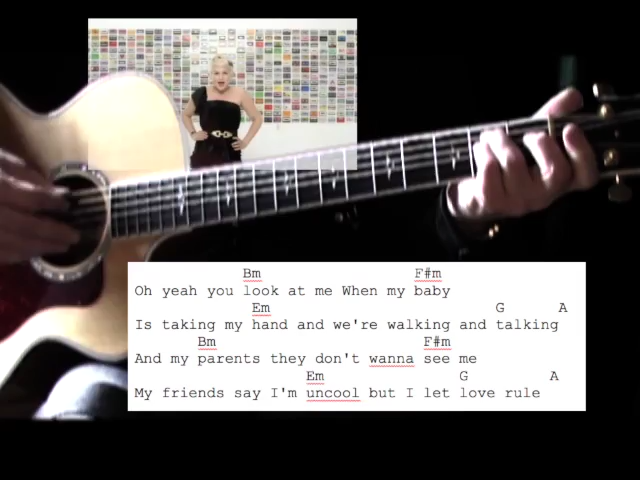 Bm F#m
Oh yeah you look at me When my baby
Em G A
Is taking my hand and we're walking and talking
Bm F#m
And my parents they don't wanna see me
Em G A
My friends say I'm uncool but I let love rule